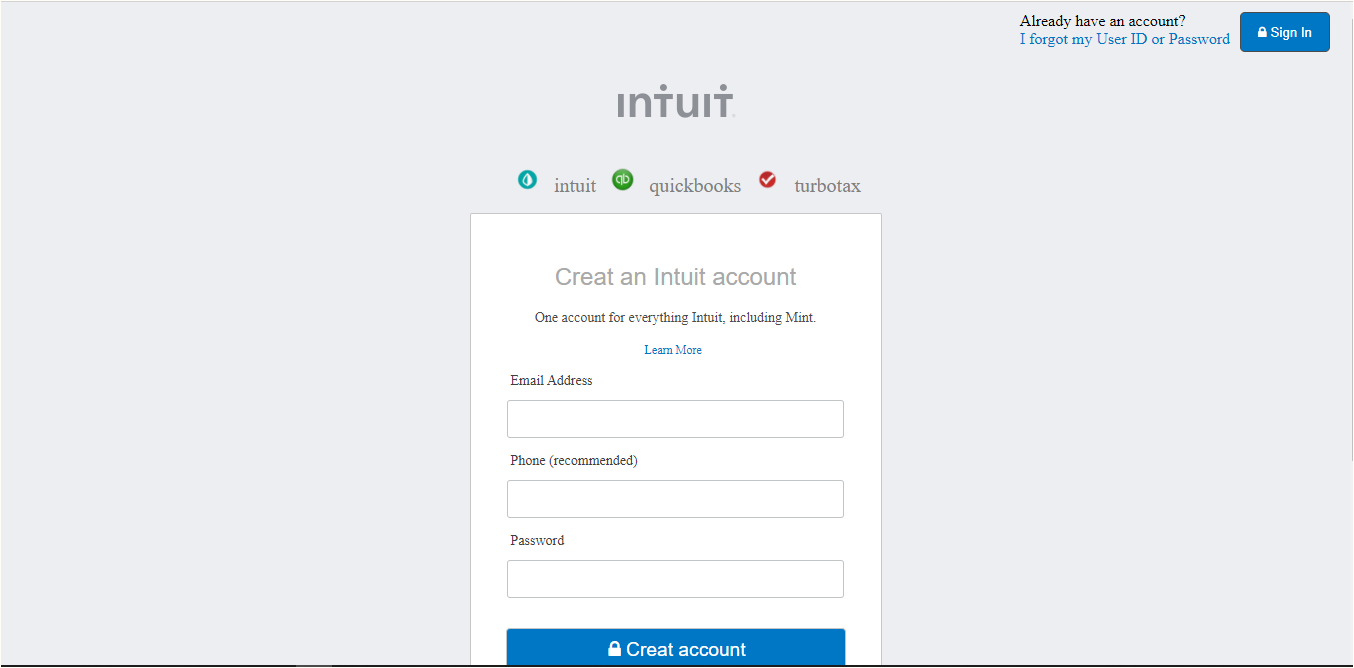 Already have an account?
I forgot my User ID or Password
Sign In
intuit
intuit qb quickbooks turbotax
Creat an Intuit account
One account for everything Intuit, including Mint.
Learn More
Email Address
Phone (recommended)
Password
Creat account